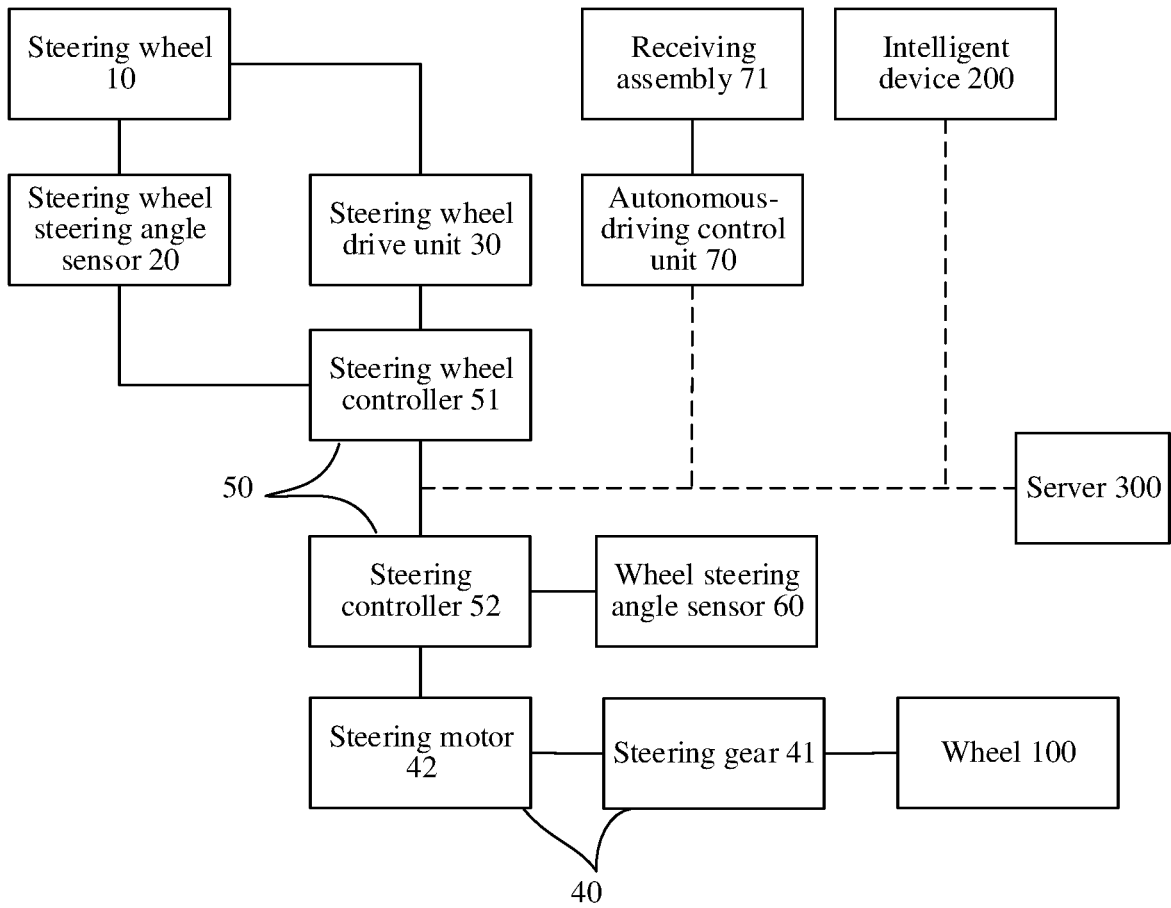 Steering wheel
10
Receiving
assembly 71
Intelligent
device 200
Steering wheel
steering angle
sensor 20
Steering wheel
drive unit 30
Autonomous-
driving control
unit 70
Steering wheel
controller 51
50
Server 300
Steering
controller 52
Wheel steering
angle sensor 60
Steering motor
42
Steering gear 41
Wheel 100
40